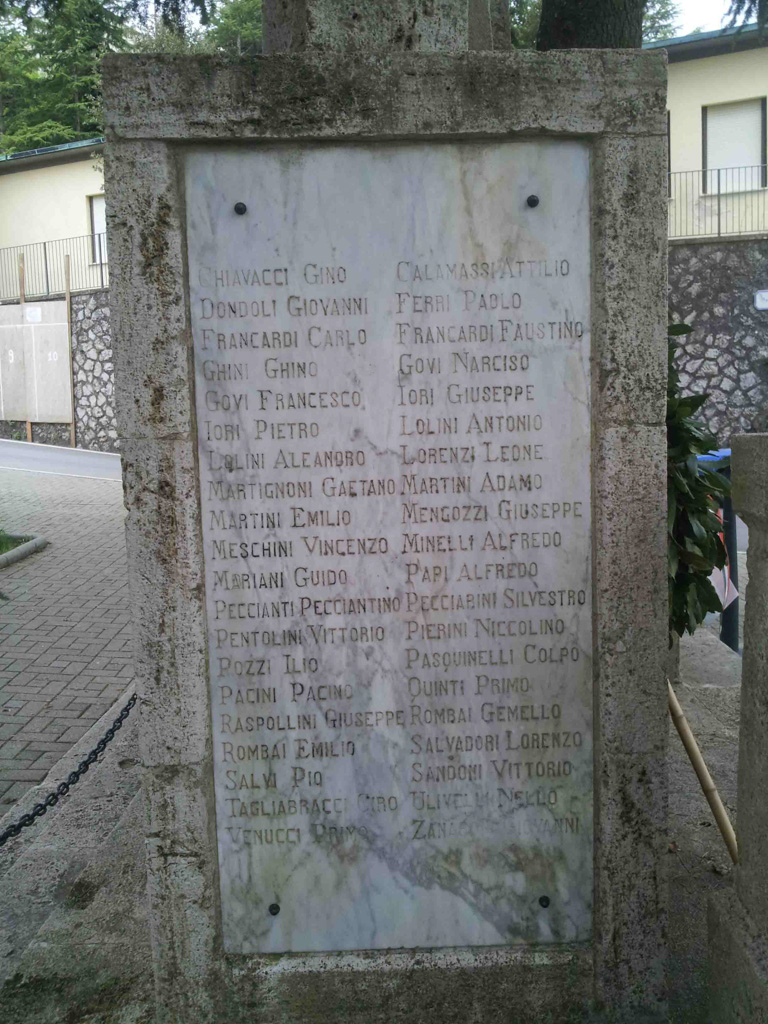 CHIAVACCI GINO CALAMASSI ATTILIO
DONDOLI GIOVANNI FERRI PAOLO
FRANCARDI CARLO FRANCARDI FAUSTINO
GHINI GHINO GOVI NARCISO
GOVI FRANCESCO IORI GIUSEPPE
IORI PIETRO LOLINI ANTONIO
LOLINI ALEANDRO LORENZI LEONE
MARTIGNONI GAETANO MARTINI ADAMO
MARTINI EMILIO MENGOZZI GIUSEPPE
MESCHINI VINCENZO MINELLI ALFREDO
MARIANI GUIDO PAPI ALFREDO
PECCIANTI PECCIANTINO PECCIARINI SILVESTRO
PENTOLINI VITTORIO PIERINI NICCOLINO
POZZI ILIO PASQUINELLI COLPO
PACINI PACINO QUINTI PRIMO
RASPOLLINI GIUSEPPE ROMBAI GEMELLO
ROMBAI EMILIO SALVADORI LORENZO
SALVI PIO SANDONI VITTORIO
TAGLIABRACCI CIRO ULIVELLI NELLO
VENUCCI PRIMO GIOVANNI
9 10